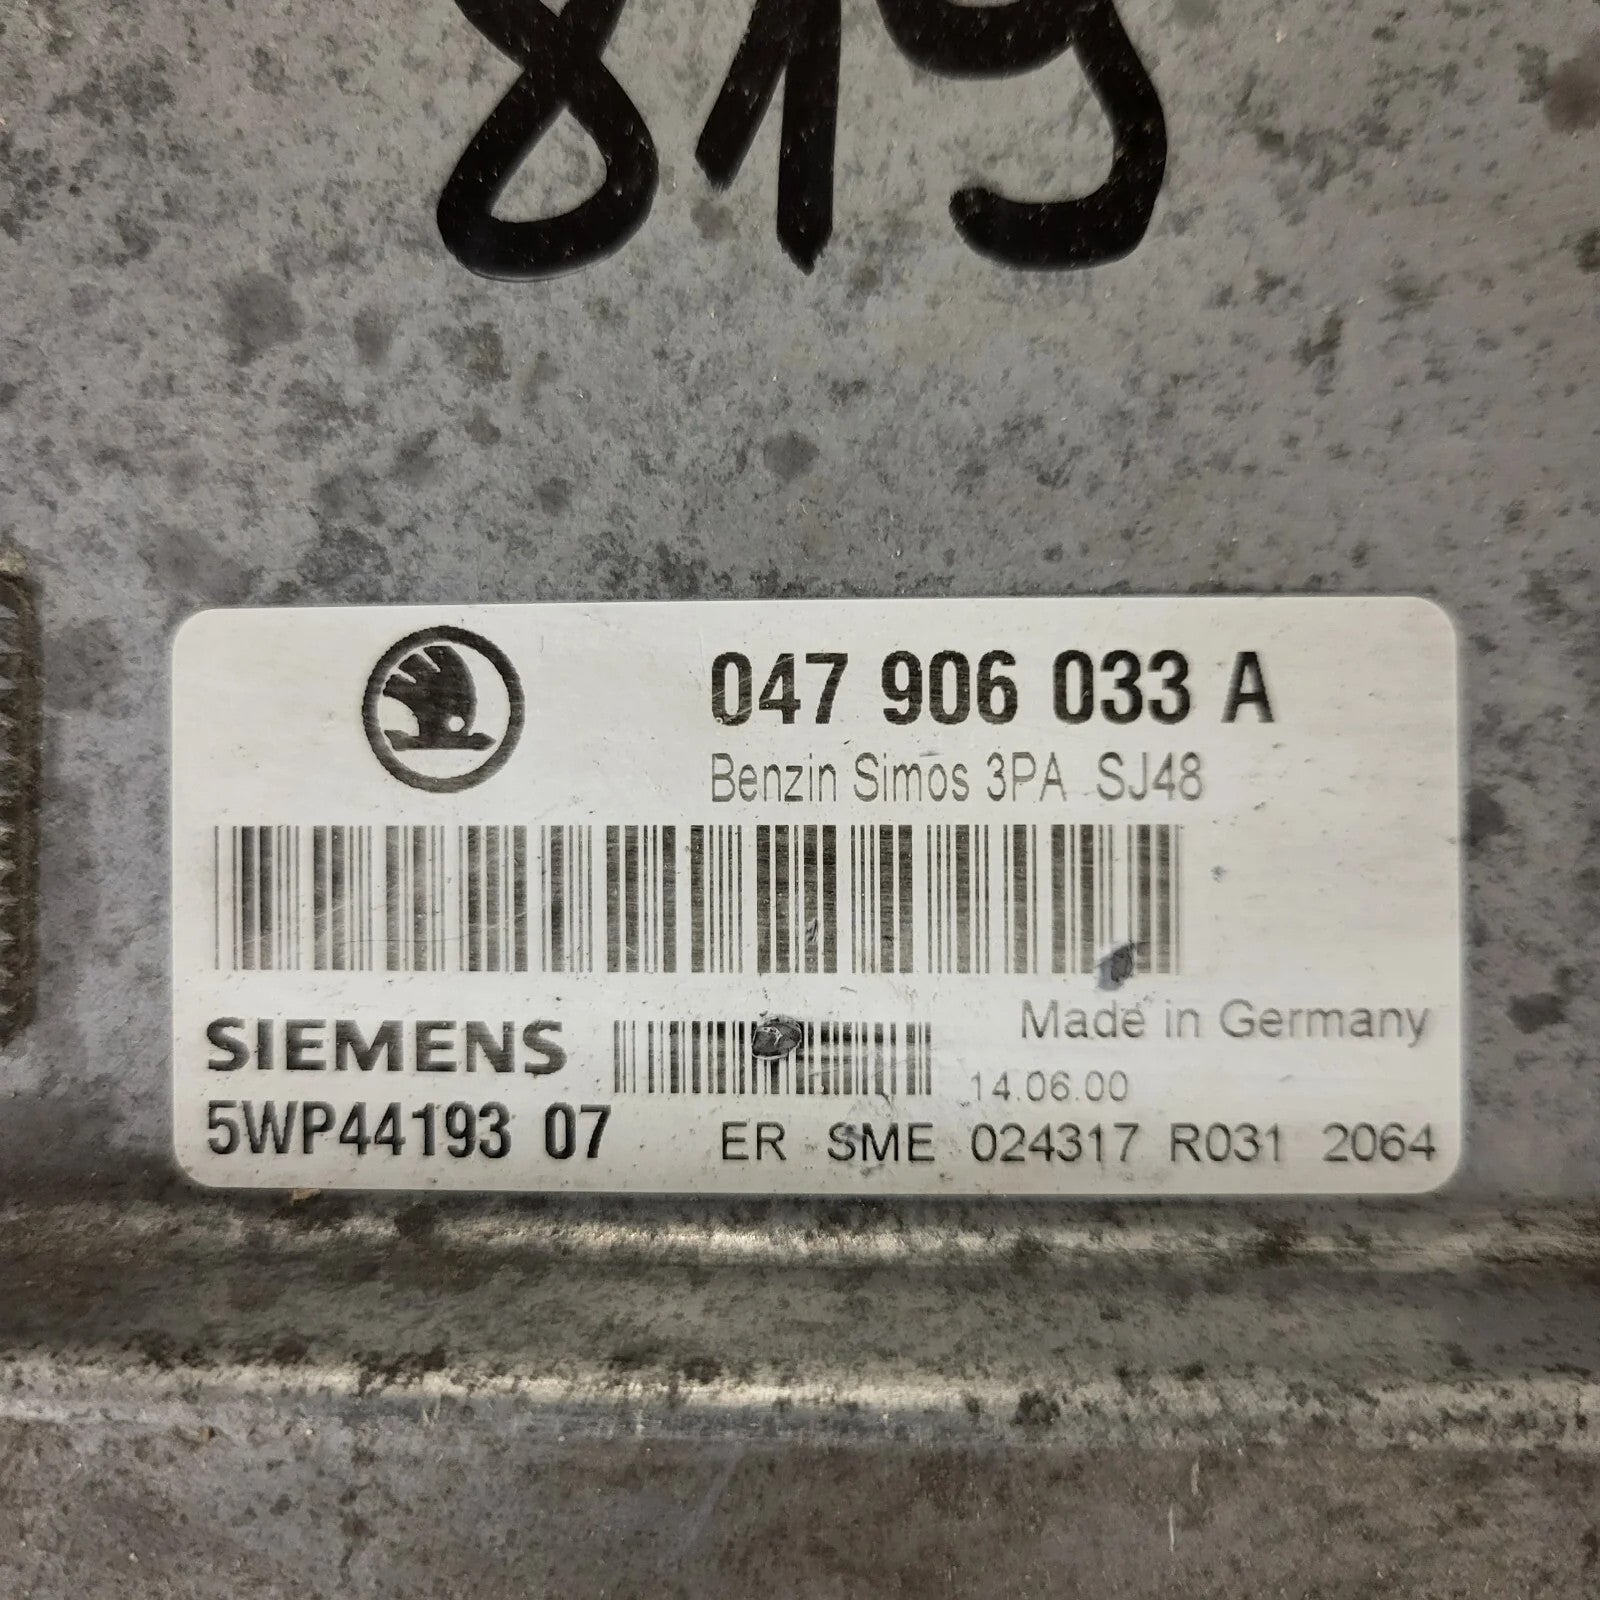 819
047 906 033 A
Benzin Simos 3PA SJ48
Made in Germany
SIEMENS
14.06.00
5WP44193 07 ER SME 024317 R031 2064